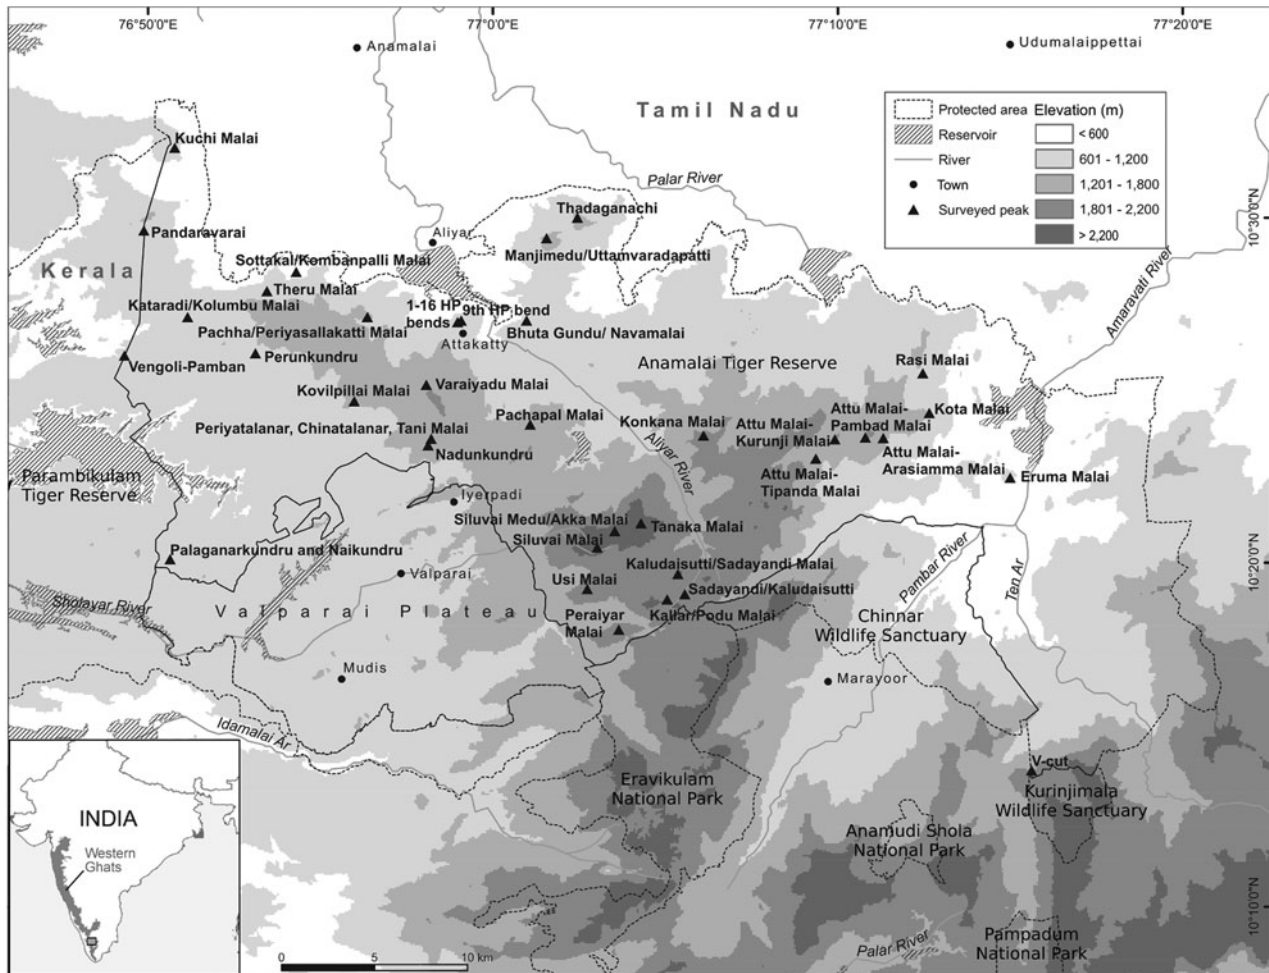 76°50'0"E
77°0'0"E
77°10'0"E
77°20'0"E
Anamalai
Udumalaippettai
Tamil Nadu
Protected area
Reservoir
River
Town
Surveyed peak
Elevation (m)
< 600
601 - 1,200
1,201 - 1,800
1,801 - 2,200
> 2,200
Kuchi Malai
Palar River
Thadaganachi
10°30'0"N
Pandaravarai
Aliyar
Manjimedu/Uttamvaradapatti
Kerala
Sottakal/Kombanpalli Malai
Amaravati River
Theru Malai
Kataradi/Kolumbu Malai
1-16 HP
bends
9th HP bend
Pachha/Periyasallakatti Malai
Attakatty
Bhuta Gundu/ Navamalai
Vengoli-Pamban
Perunkundru
Anamalai Tiger Reserve
Rasi Malai
Kovilpillai Malai
Varaiyadu Malai
Pachapal Malai
Konkana Malai
Attu Malai-
Kurunji Malai
Attu Malai-
Pambad Malai
Kota Malai
Periyatalanar, Chinatalanar, Tani Malai
Nadunkundru
Aliyar River
Attu Malai-
Arasiamma Malai
Attu Malai-
Tipanda Malai
Eruma Malai
Parambikulam
Tiger Reserve
Iyerpadi
Siluvai Medu/Akka Malai
Tanaka Malai
Siluvai Malai
Palaganarkundru and Naikundru
Kaludaisutti/Sadayandi Malai
Pambar River
Ten Ar
10°20'0"N
Valparai
Usi Malai
Sadayandi/Kaludaisutti
Sholayar River
Valparai Plateau
Peraiyar
Malai
Kallar/Podu Malai
Chinnar
Wildlife Sanctuary
Mudis
Marayoor
Idamalai Ar
V-cut
Eravikulam
National Park
Kurinjimala
Wildlife Sanctuary
INDIA
Western
Ghats
Anamudi Shola
National Park
10°10'0"N
Palar River
Pampadum
National Park
0
5
10 km